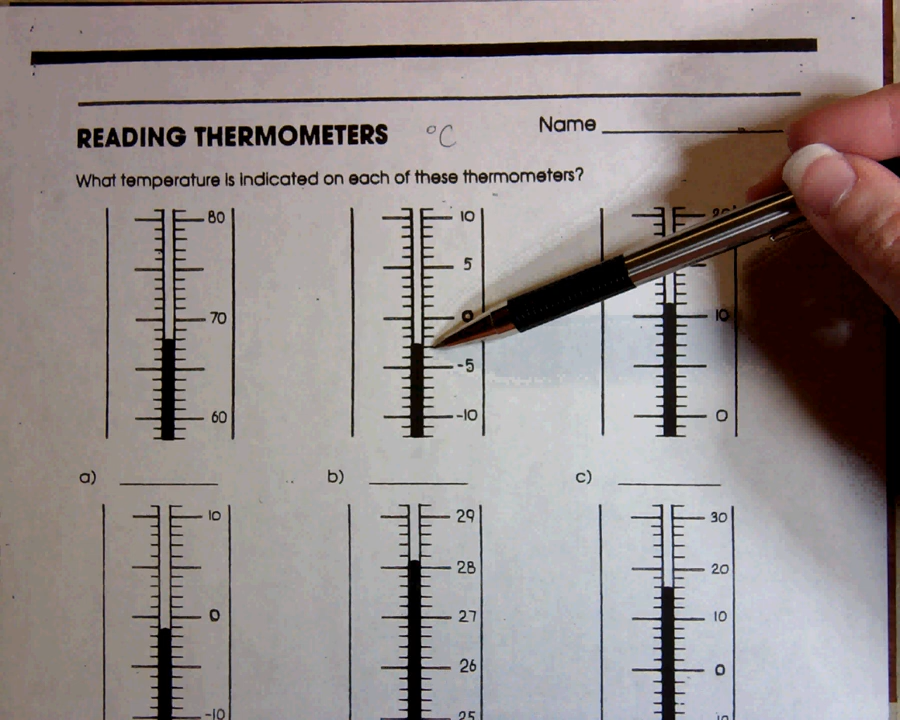 READING THERMOMETERS °C Name
What temperature is indicated on each of these thermometers?
80 10 20
5
70 0 10
-5
60 -10 0
a) b) c)
10 29 30
28 20
0 27 10
26 0
-10 25